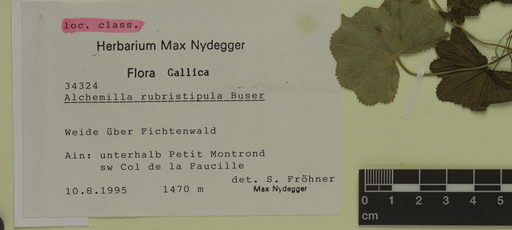 loc. class.
Herbarium Max Nydegger
Flora Gallica
34324
Alchemilla rubristipula Buser
Weide über Fichtenwald
Ain: unterhalb Petit Montrond
sw Col de la Faucille
det. S. Fröhner
10.8.1995 1470 m Max Nydegger
0 1 2 3 4 5
cm